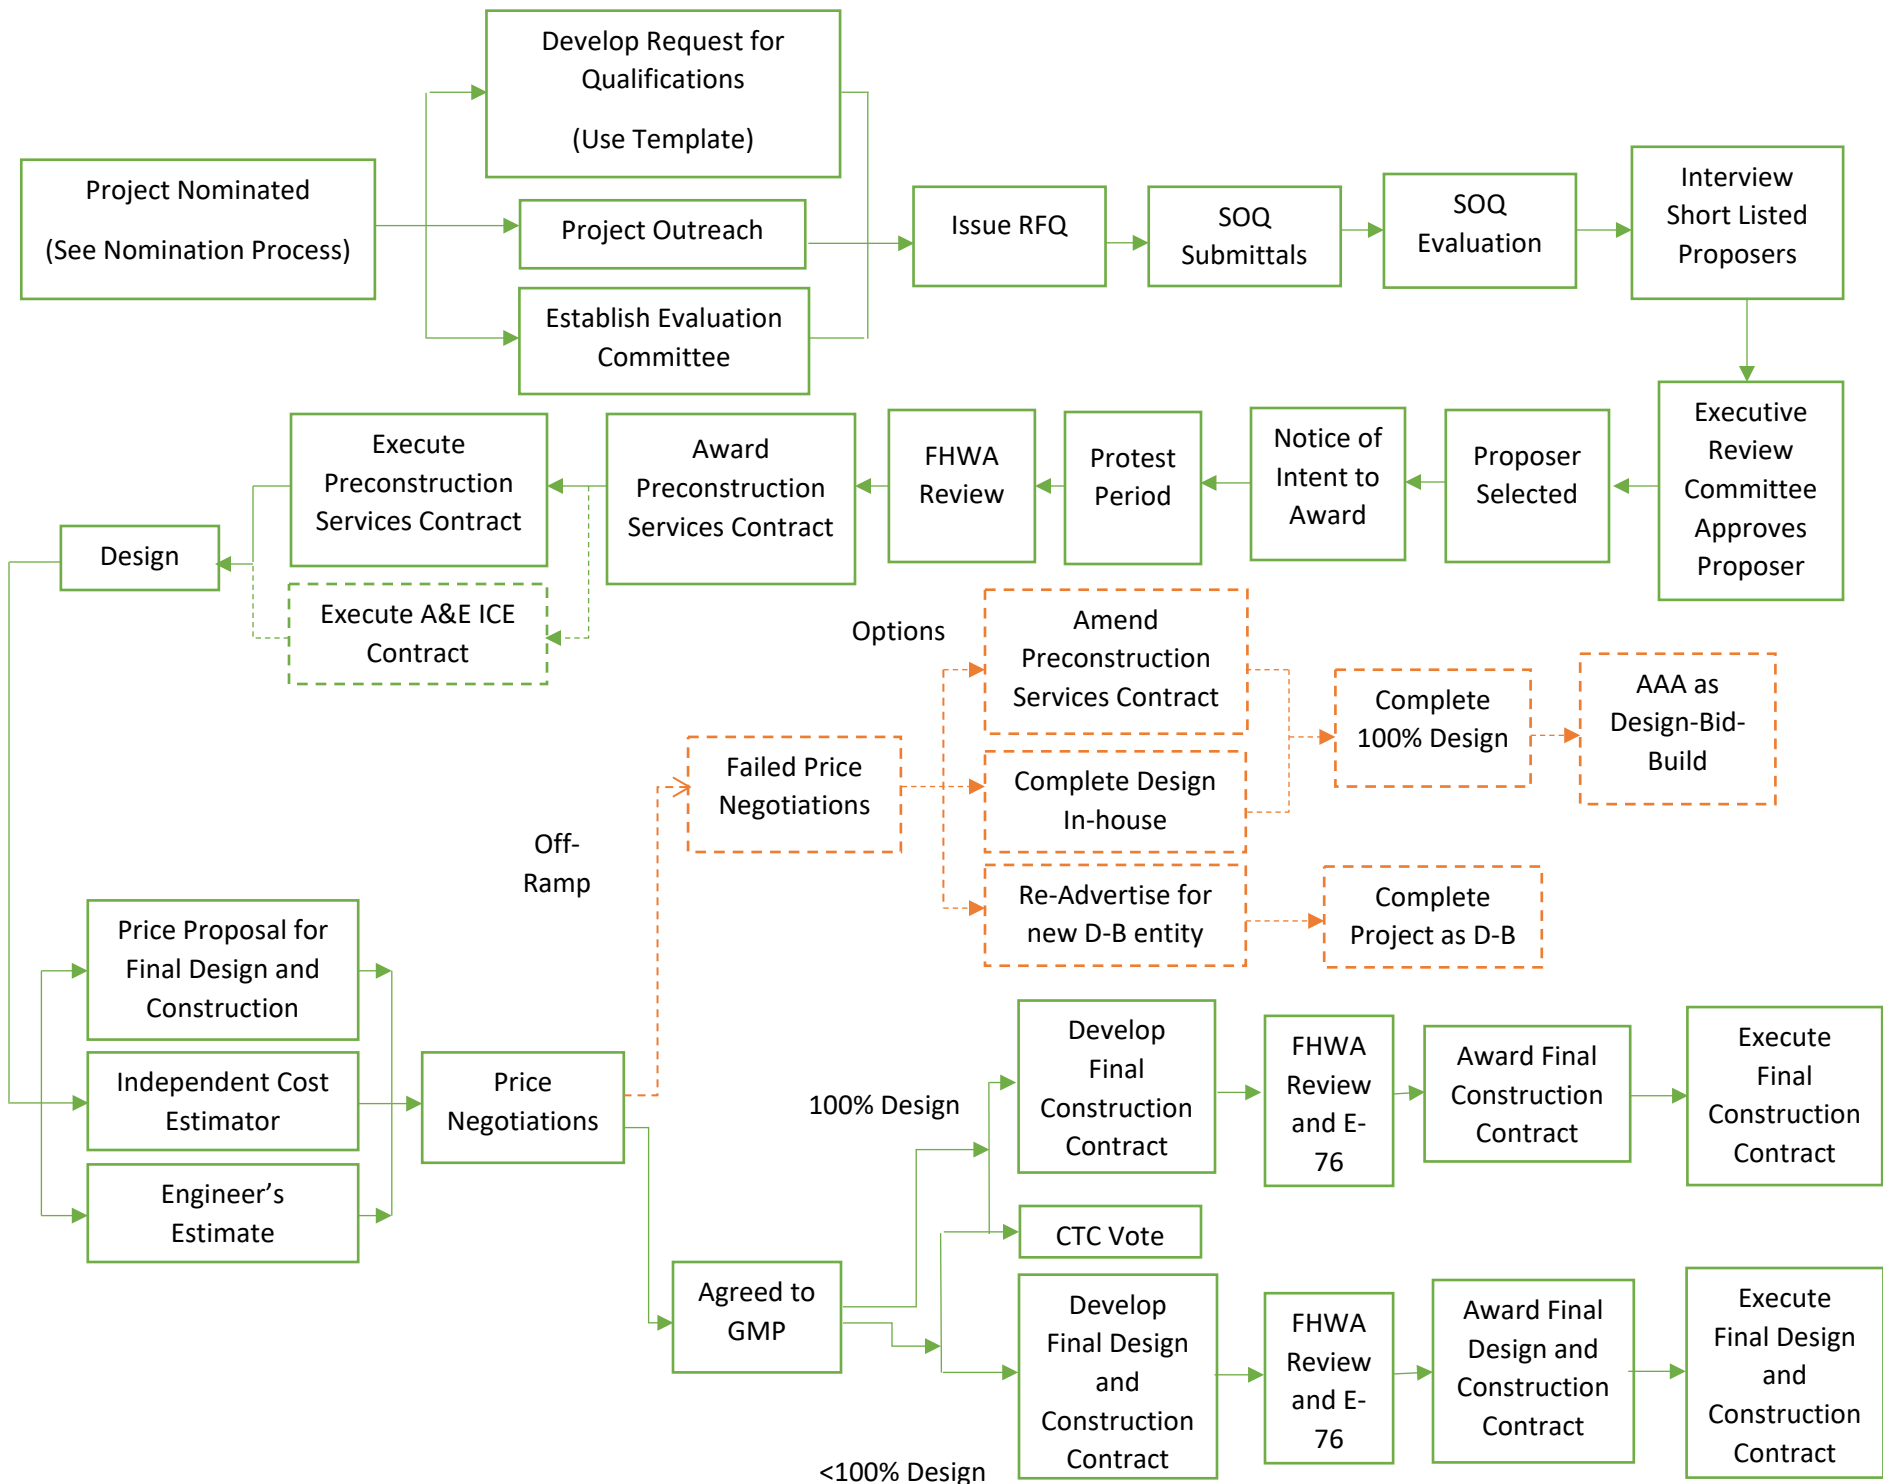 Project Nominated
(See Nomination Process)
Develop Request for
Qualifications
(Use Template)
Project Outreach
Establish Evaluation
Committee
Issue RFQ
SOQ
Submittals
SOQ
Evaluation
Interview
Short Listed
Proposers
Executive
Review
Committee
Approves
Proposer
Proposer
Selected
Notice of
Intent to
Award
Protest
Period
FHWA
Review
Award
Preconstruction
Services Contract
Execute
Preconstruction
Services Contract
Execute A&E ICE
Contract
Design
Options
Amend
Preconstruction
Services Contract
Complete
100% Design
AAA as
Design-Bid-
Build
Failed Price
Negotiations
Complete Design
In-house
Off-
Ramp
Re-Advertise for
new D-B entity
Complete
Project as D-B
Price Proposal for
Final Design and
Construction
Independent Cost
Estimator
Engineer’s
Estimate
Price
Negotiations
Agreed to
GMP
100% Design
Develop
Final
Construction
Contract
FHWA
Review
and E-
76
Award Final
Construction
Contract
Execute
Final
Construction
Contract
CTC Vote
Develop
Final Design
and
Construction
Contract
FHWA
Review
and E-
76
Award Final
Design and
Construction
Contract
Execute
Final Design
and
Construction
Contract
<100% Design